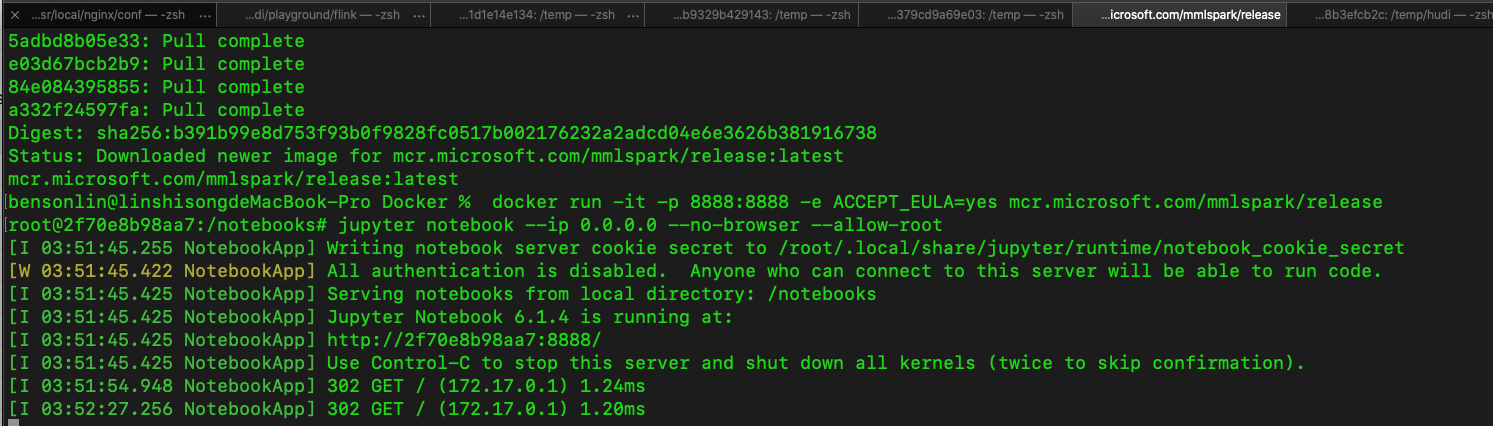 ...sr/local/nginx/conf — -zsh ...
...di/playground/flink — -zsh ...
...1d1e14e134: /temp — -zsh ...
...b9329b429143: /temp — -zsh
...379cd9a69e03: /temp — -zsh
...icrosoft.com/mmlspark/release
...8b3efcb2c: /temp/hudi — -zsh
5adbd8b05e33: Pull complete
e03d67bcb2b9: Pull complete
84e084395855: Pull complete
a332f24597fa: Pull complete
Digest: sha256:b391b99e8d753f93b0f9828fc0517b002176232a2adcd04e6e3626b381916738
Status: Downloaded newer image for mcr.microsoft.com/mmlspark/release:latest
mcr.microsoft.com/mmlspark/release:latest
[bensonlin@linshisongdeMacBook-Pro Docker %  docker run -it -p 8888:8888 -e ACCEPT_EULA=yes mcr.microsoft.com/mmlspark/release
[root@2f70e8b98aa7:/notebooks# jupyter notebook --ip 0.0.0.0 --no-browser --allow-root
[I 03:51:45.255 NotebookApp] Writing notebook server cookie secret to /root/.local/share/jupyter/runtime/notebook_cookie_secret
[W 03:51:45.422 NotebookApp] All authentication is disabled.  Anyone who can connect to this server will be able to run code.
[I 03:51:45.425 NotebookApp] Serving notebooks from local directory: /notebooks
[I 03:51:45.425 NotebookApp] Jupyter Notebook 6.1.4 is running at:
[I 03:51:45.425 NotebookApp] http://2f70e8b98aa7:8888/
[I 03:51:45.425 NotebookApp] Use Control-C to stop this server and shut down all kernels (twice to skip confirmation).
[I 03:51:54.948 NotebookApp] 302 GET / (172.17.0.1) 1.24ms
[I 03:52:27.256 NotebookApp] 302 GET / (172.17.0.1) 1.20ms